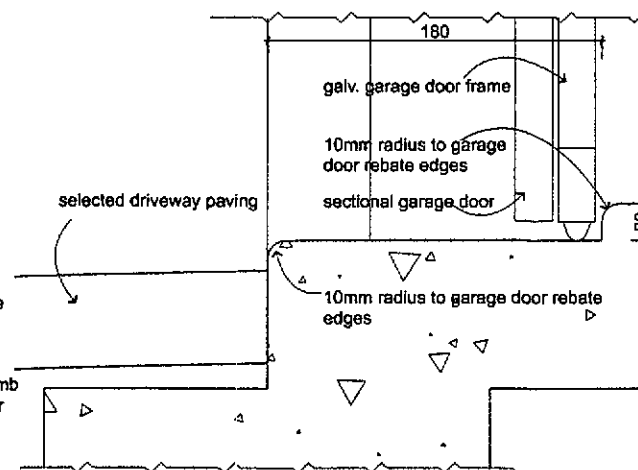 180
galv. garage door frame
10mm radius to garage
door rebate edges
selected driveway paving
sectional garage door
10mm radius to garage door rebate
edges